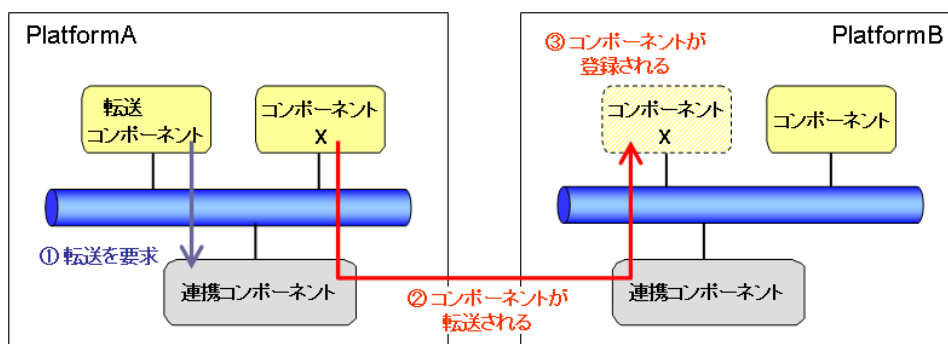 PlatformA
転送
コンポーネント
コンポーネント
X
①転送を要求
連携コンポーネント
②コンポーネントが
転送される
PlatformB
③コンポーネントが
登録される
コンポーネント
X
コンポーネント
連携コンポーネント